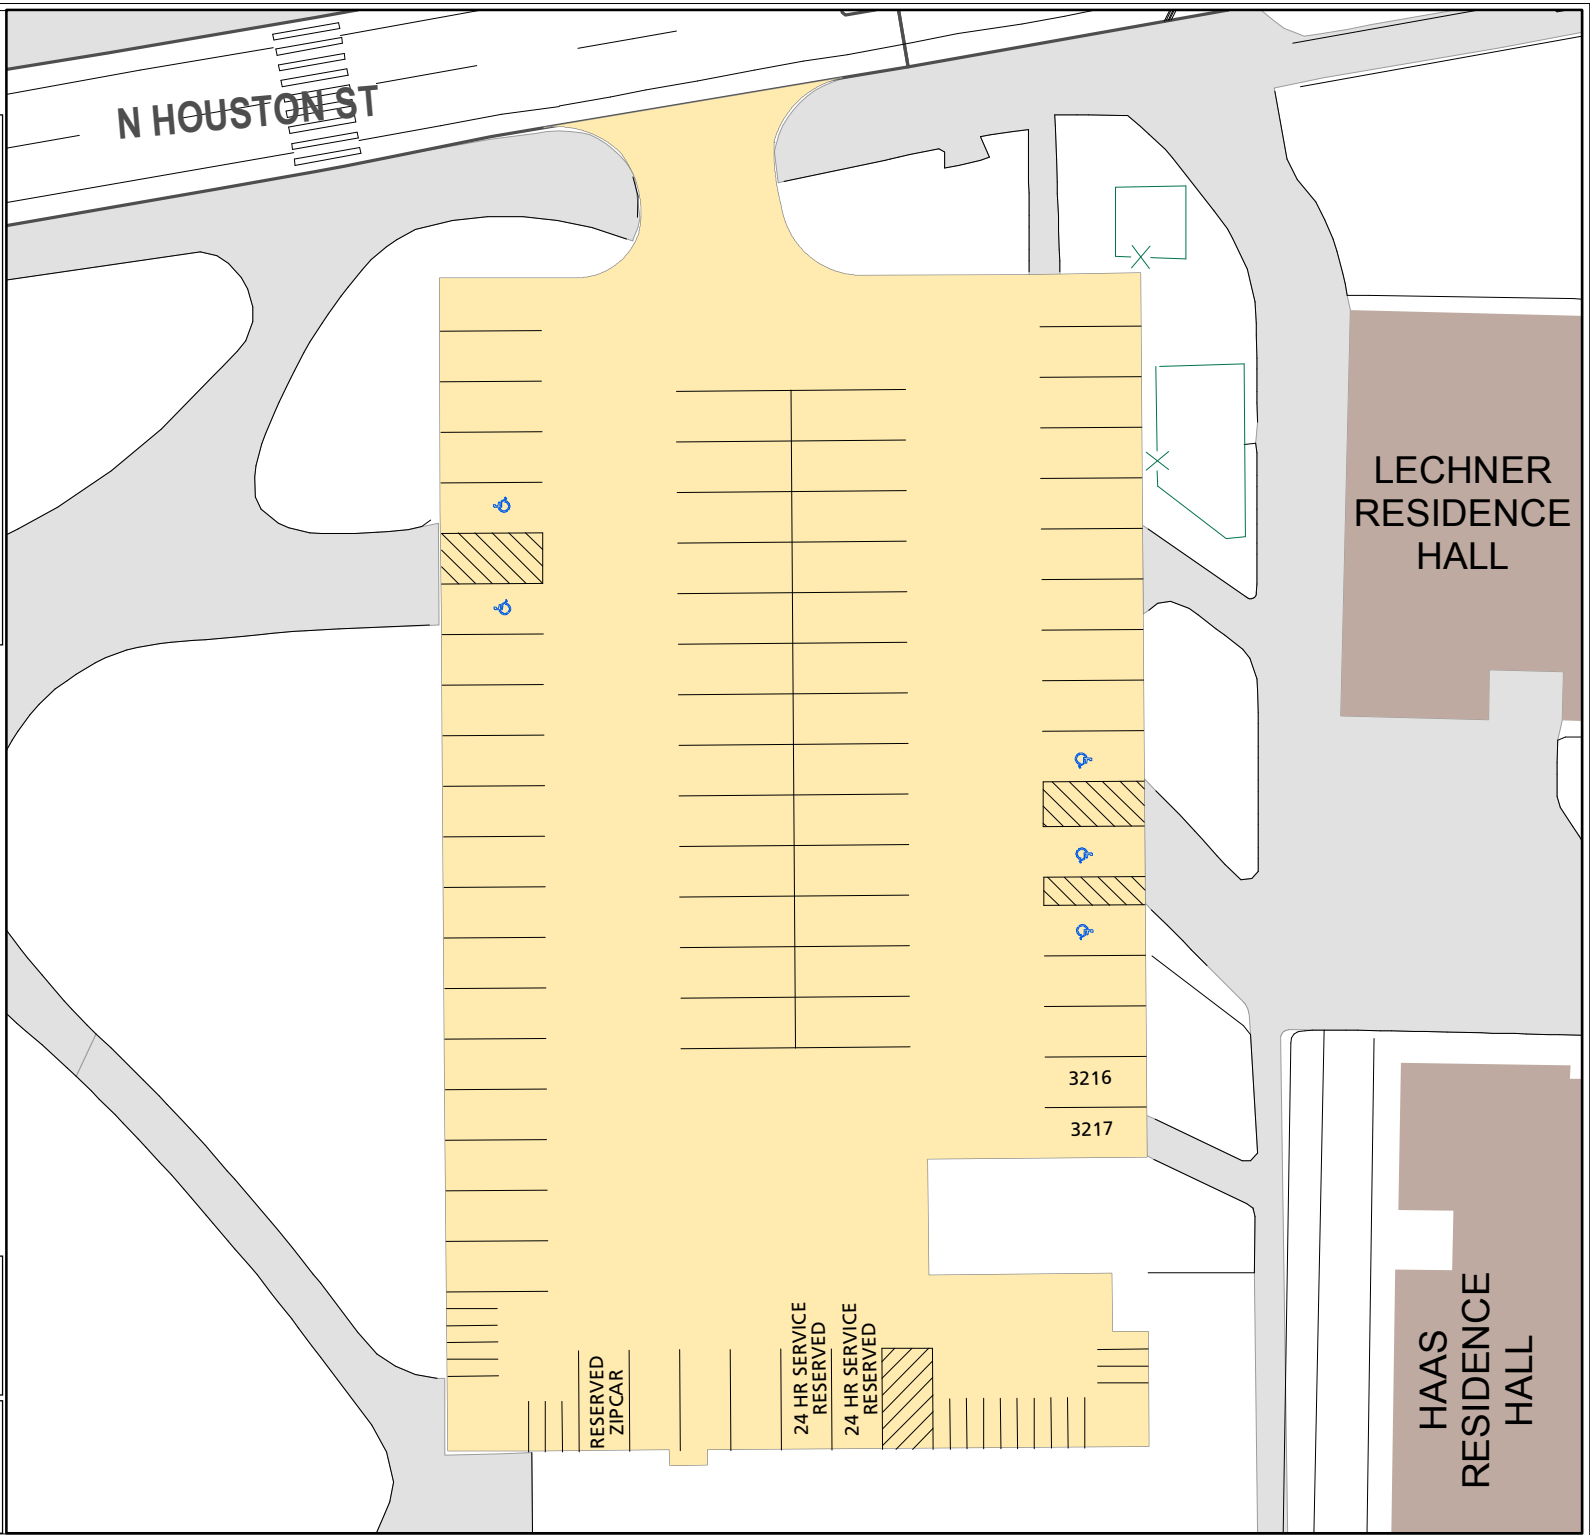 N HOUSTON ST
LECHNER
RESIDENCE
HALL
3216
3217
HAAS
RESIDENCE
HALL
RESERVED
ZIPCAR
24 HR SERVICE
RESERVED
24 HR SERVICE
RESERVED